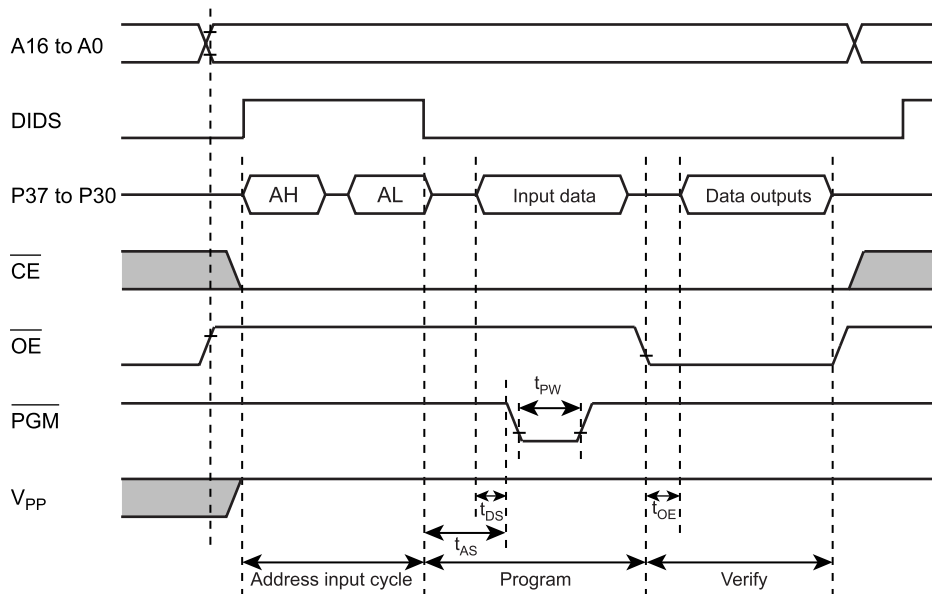 A16 to A0
DIDS
P37 to P30
AH
AL
Input data
Data outputs
CE
OE
tPW
PGM
VPP
tDS
tOE
tAS
Address input cycle
Program
Verify